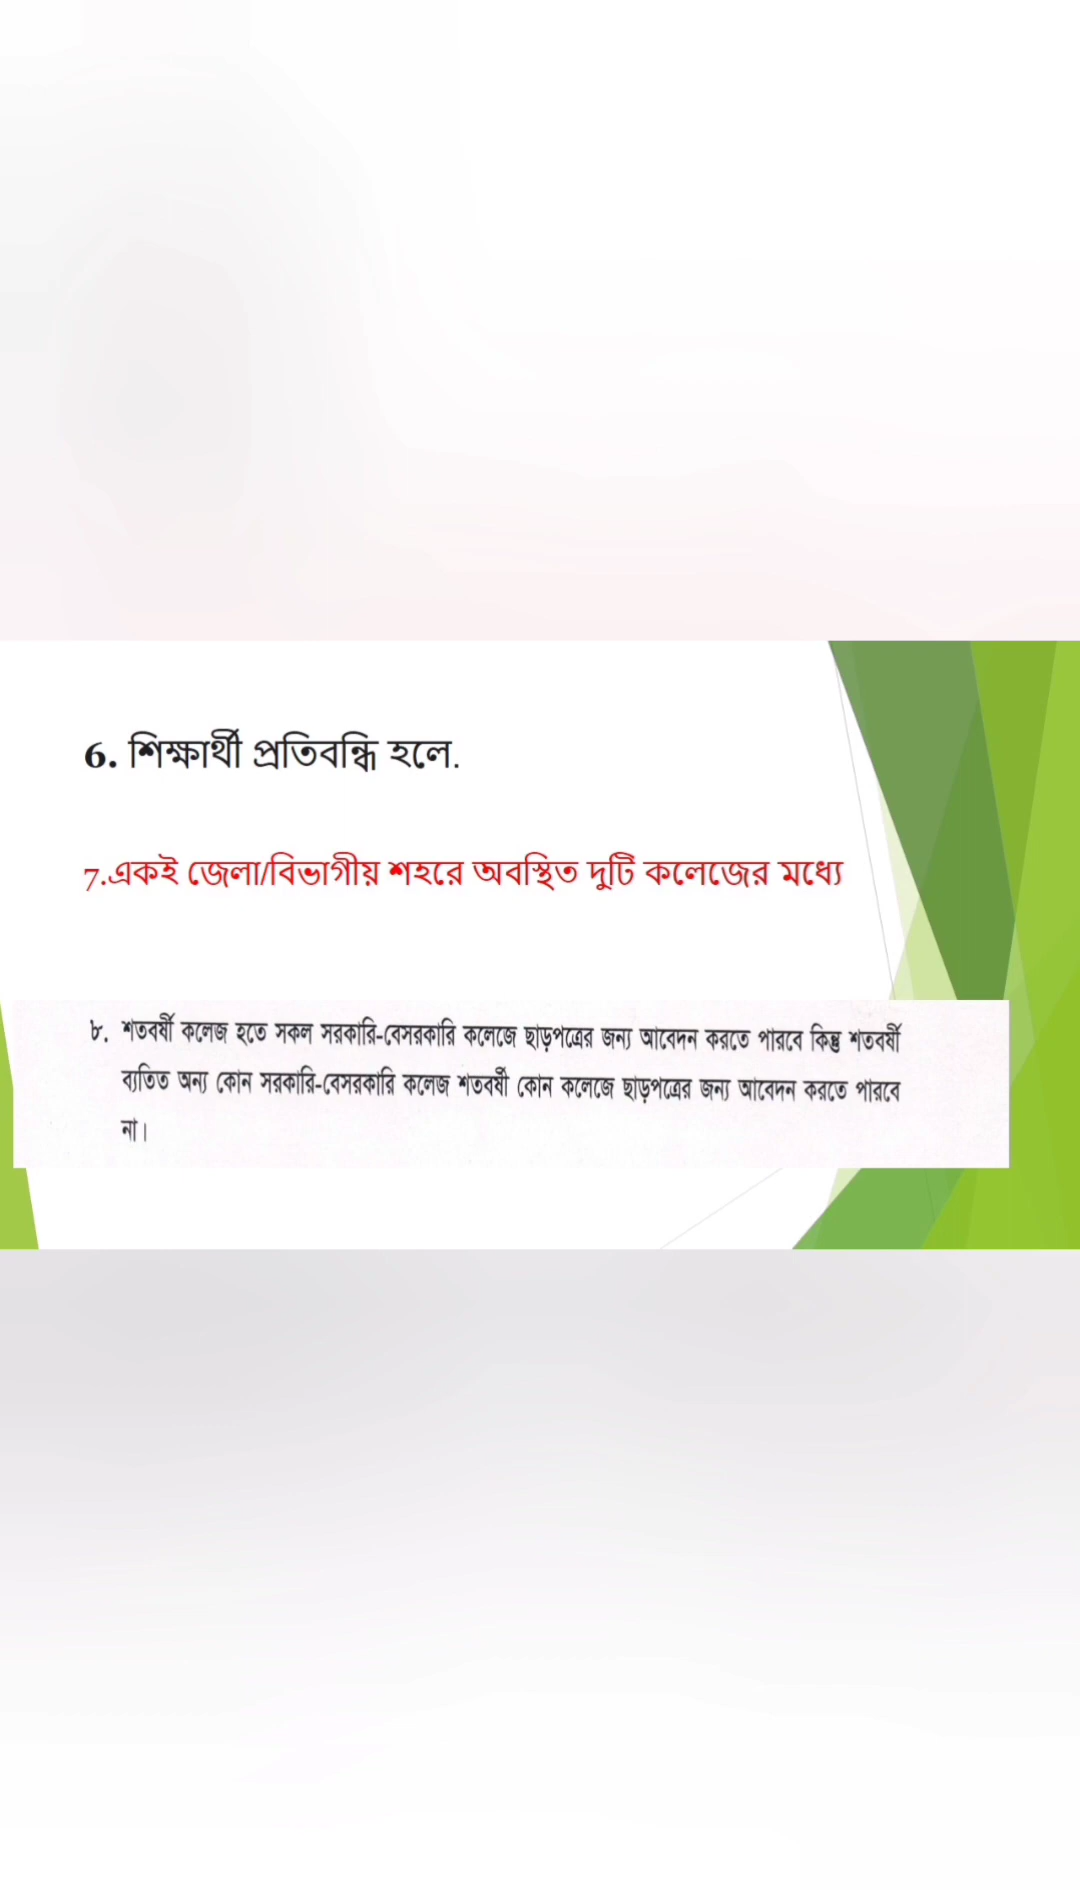 6. শিক্ষার্থী প্রতিবন্ধি হলে.
7.একই জেলা/বিভাগীয় শহরে অবস্থিত দুটি কলেজের মধ্যে
৮. শতবর্ষী কলেজ হতে সকল সরকারি-বেসরকারি কলেজে ছাড়পত্রের জন্য আবেদন করতে পারবে কিন্তু শতবর্ষী
ব্যতিত অন্য কোন সরকারি-বেসরকারি কলেজ শতবর্ষী কোন কলেজে ছাড়পত্রের জন্য আবেদন করতে পারবে
না।